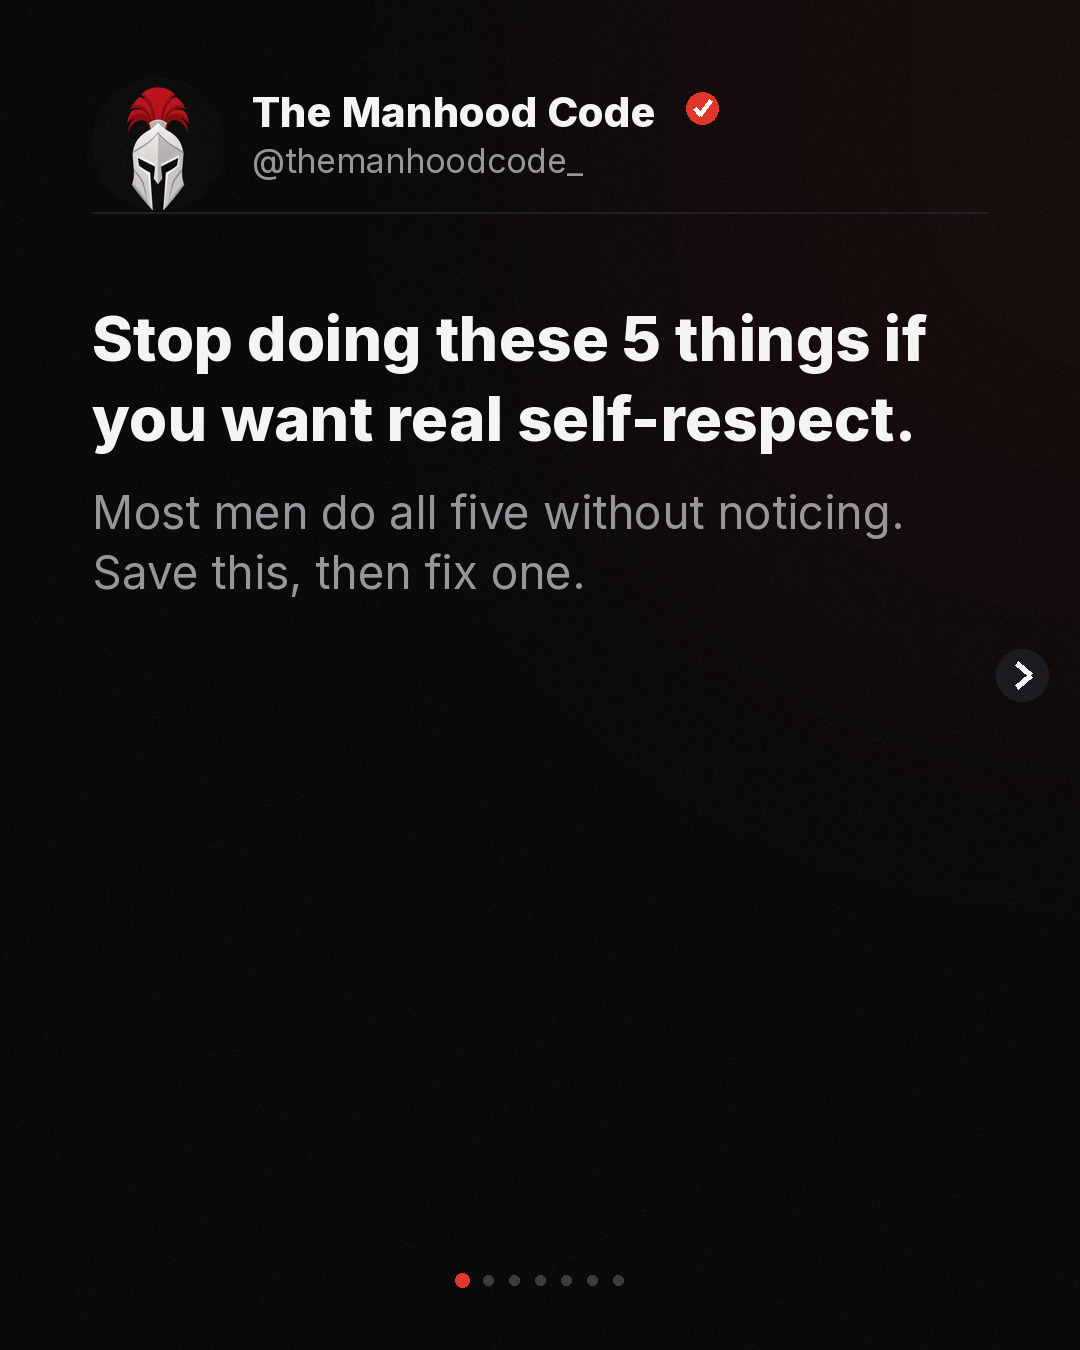 The Manhood Code
@themanhoodcode_
Stop doing these 5 things if
you want real self-respect.
Most men do all five without noticing.
Save this, then fix one.